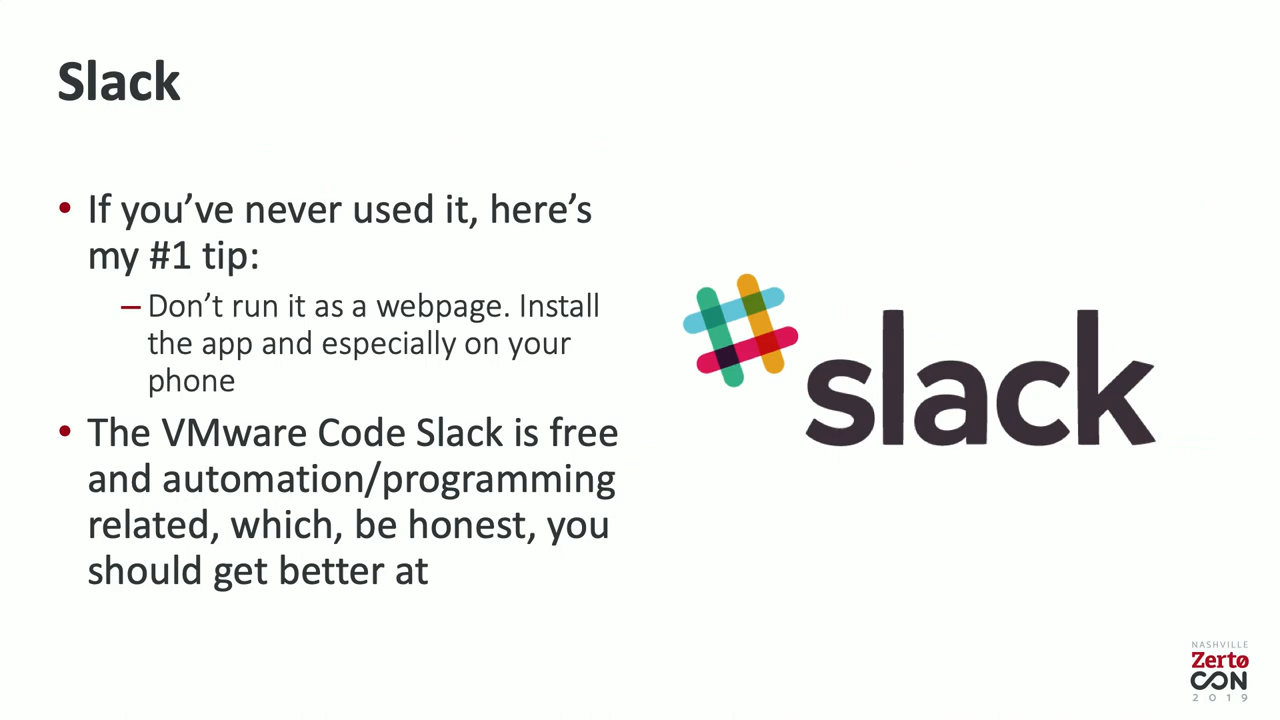 Slack
• If you’ve never used it, here’s
my #1 tip:
– Don’t run it as a webpage. Install
the app and especially on your
phone
• The VMware Code Slack is free
and automation/programming
related, which, be honest, you
should get better at
slack
NASHVILLE
Zerto
CON
2019